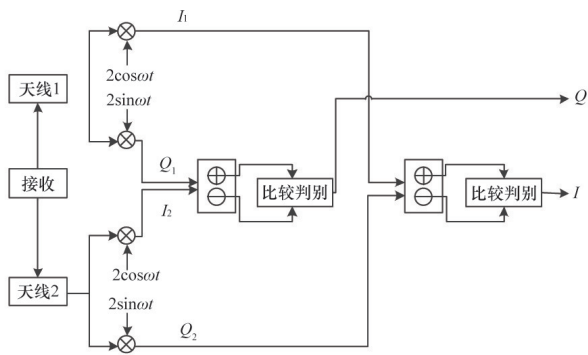 I₁
2cosωt
天线1
2sinωt
Q
Q₁
接收
比较判别
比较判别
I
I₂
天线2
2cosωt
2sinωt
Q₂